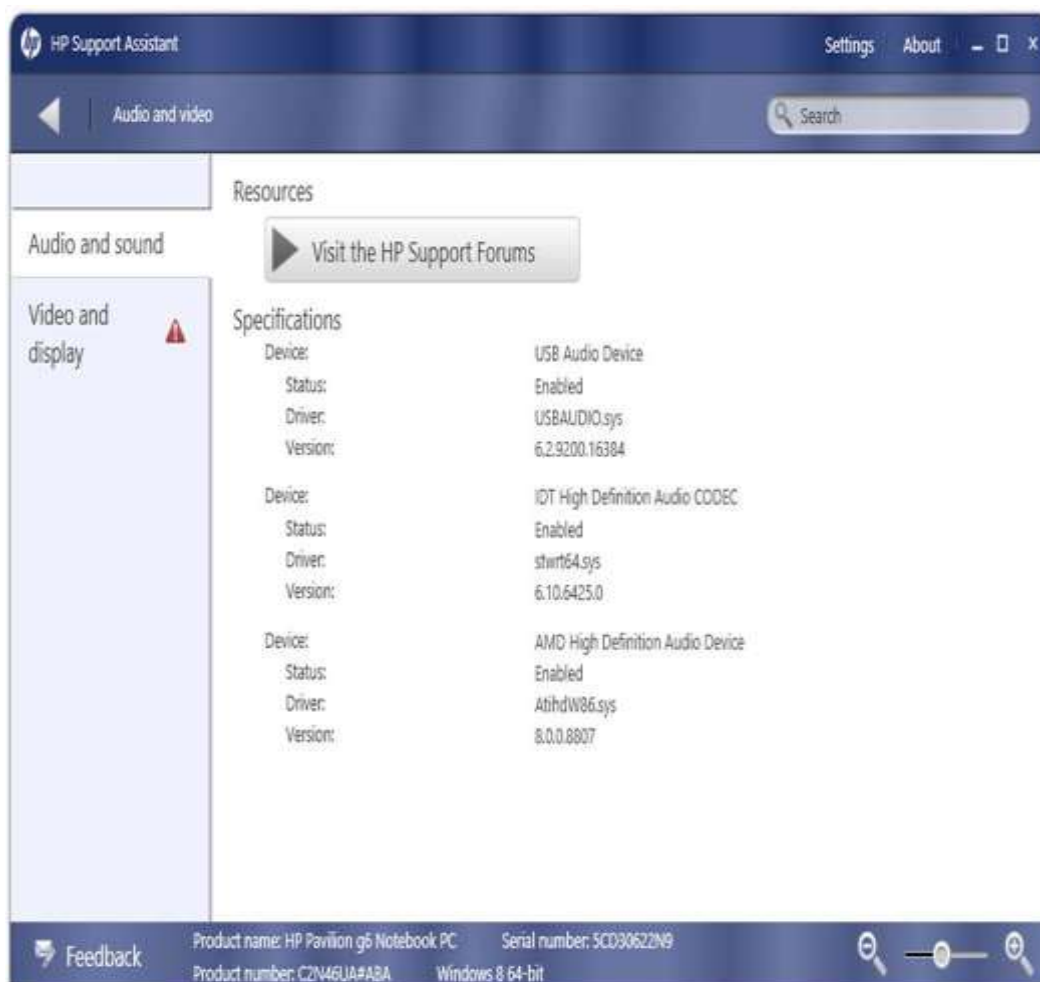 hp HP Support Assistant Settings About
Audio and video Search
Resources
Visit the HP Support Forums
Audio and sound
Video and
display
Specifications
Device: USB Audio Device
Status: Enabled
Driver: USBAUDIO.sys
Version: 6.2.9200.16384
Device: IDT High Definition Audio CODEC
Status: Enabled
Driver: stwrt64.sys
Version: 6.10.6425.0
Device: AMD High Definition Audio Device
Status: Enabled
Driver: AtihdW86.sys
Version: 8.0.0.8807
Feedback
Product name: HP Pavilion g6 Notebook PC Serial number: 5CD30622N9
Product number: C2N46UA#ABA Windows 8 64-bit